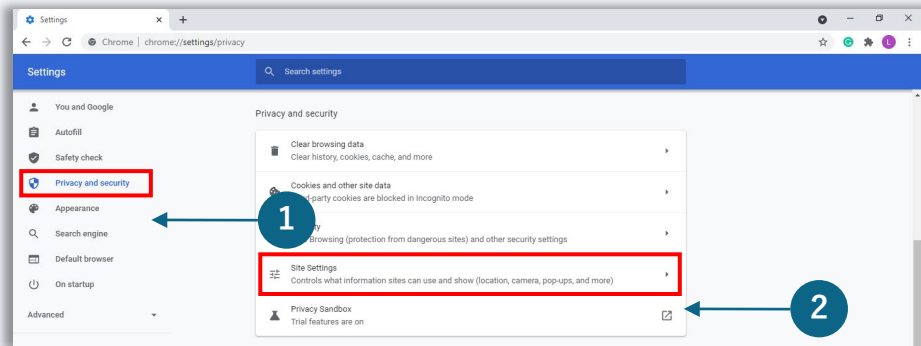 Settings
Chrome | chrome://settings/privacy
L
Settings
Search settings
You and Google
Autofill
Safety check
Privacy and security
Appearance
Search engine
Default browser
On startup
Advanced
Privacy and security
Clear browsing data
Clear history, cookies, cache, and more
Cookies and other site data
party cookies are blocked in Incognito mode
Browsing (protection from dangerous sites) and other security settings
Site Settings
Controls what information sites can use and show (location, camera, pop-ups, and more)
Privacy Sandbox
Trial features are on
1
2